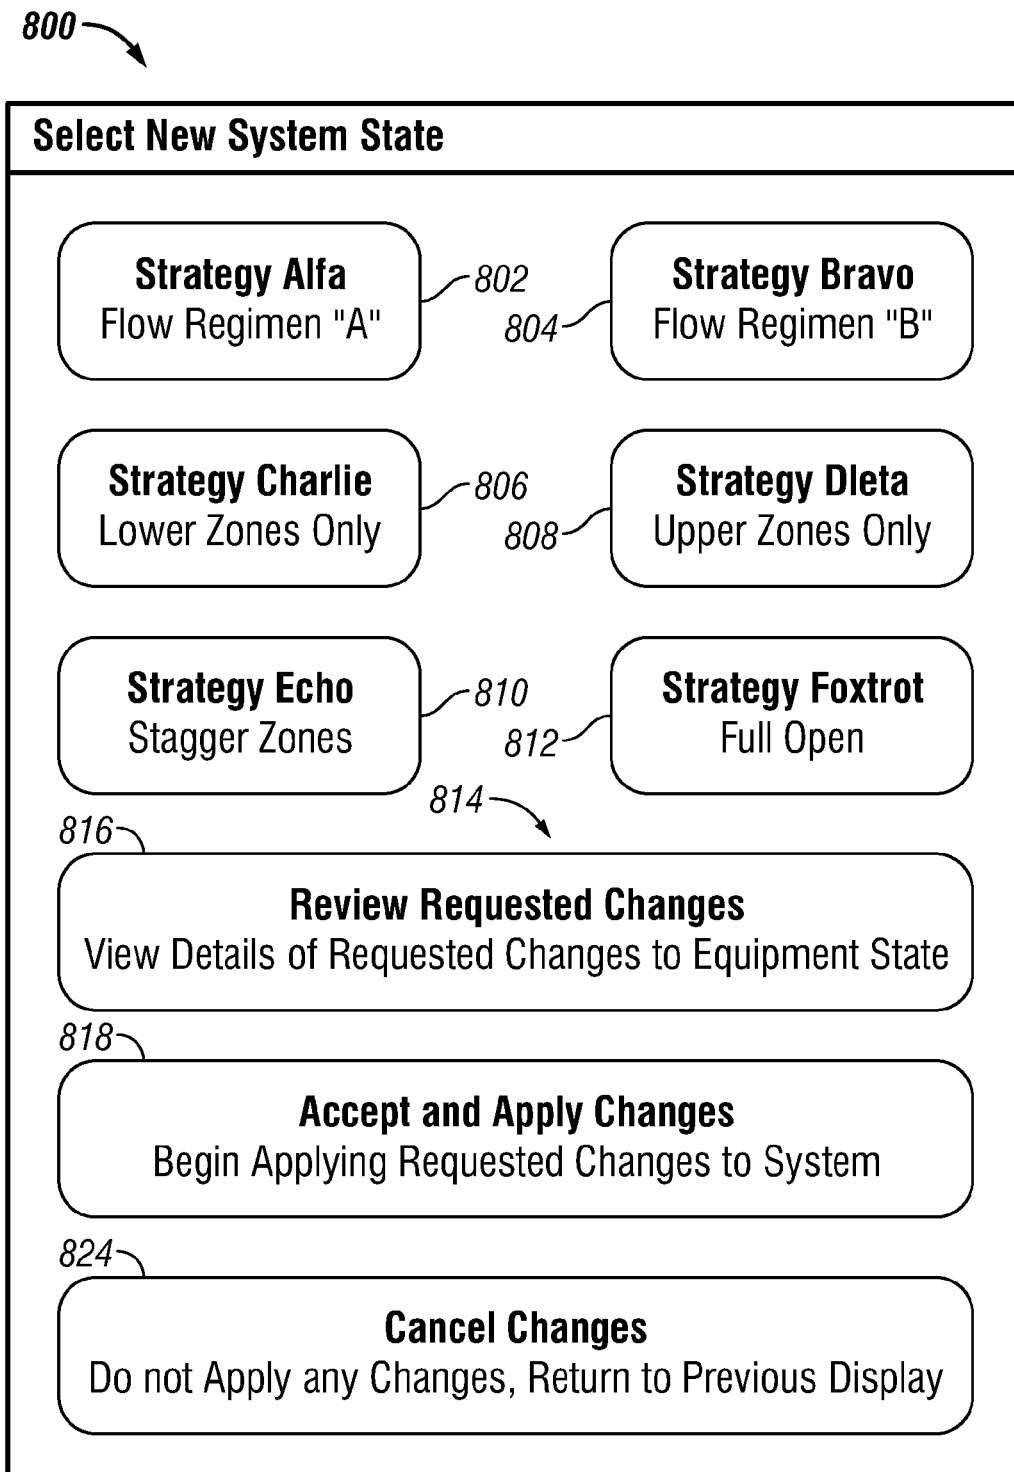 800
Select New System State
Strategy Alfa
Flow Regimen "A"
802
804
Strategy Bravo
Flow Regimen "B"
Strategy Charlie
Lower Zones Only
806
808
Strategy Dleta
Upper Zones Only
Strategy Echo
Stagger Zones
810
812
Strategy Foxtrot
Full Open
814
816
Review Requested Changes
View Details of Requested Changes to Equipment State
818
Accept and Apply Changes
Begin Applying Requested Changes to System
824
Cancel Changes
Do not Apply any Changes, Return to Previous Display